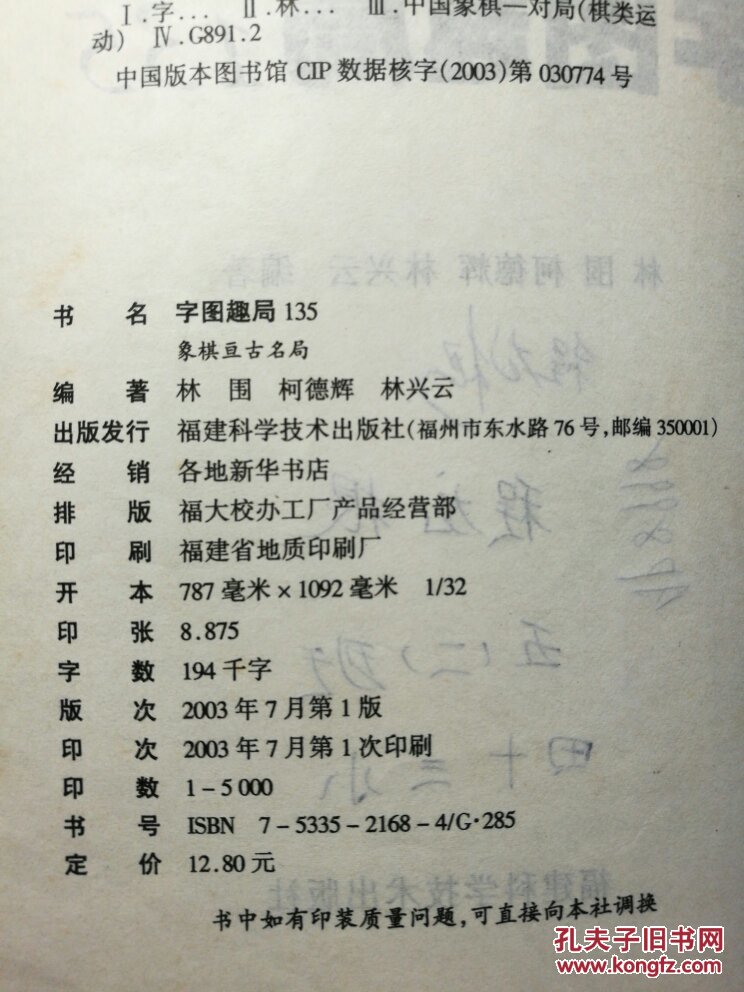 Ⅰ.字… Ⅱ.林… Ⅲ.中国象棋—对局(棋类运
动) Ⅳ.G891.2
中国版本图书馆 CIP 数据核字(2003)第 030774 号
林 围 柯德辉 林兴云 编著
书 名 字图趣局 135
象棋亘古名局
编 著 林 围 柯德辉 林兴云
出版发行 福建科学技术出版社(福州市东水路 76 号,邮编 350001)
经 销 各地新华书店
排 版 福大校办工厂产品经营部
印 刷 福建省地质印刷厂
开 本 787 毫米×1092 毫米 1/32
印 张 8.875
字 数 194 千字
版 次 2003 年 7 月第 1 版
印 次 2003 年 7 月第 1 次印刷
印 数 1-5 000
书 号 ISBN 7-5335-2168-4/G·285
定 价 12.80 元
福建科学技术出版社
书中如有印装质量问题,可直接向本社调换
孔夫子旧书网
www.kongfz.com